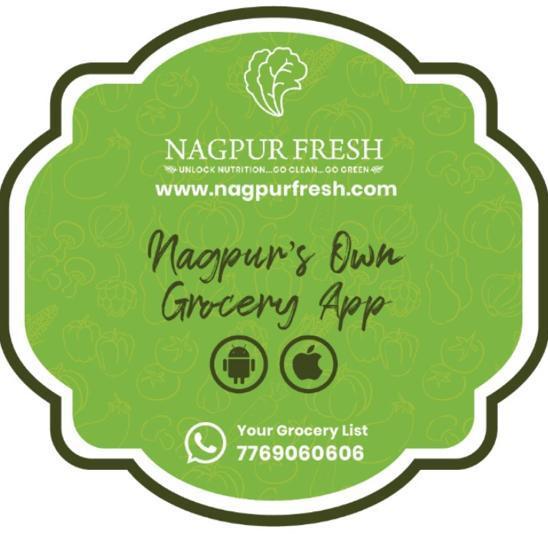 NAGPUR FRESH
UNLOCK NUTRITION...GO CLEAN...GO GREEN
www.nagpurfresh.com
Nagpur's Own
Grocery App
Your Grocery List
7769060606